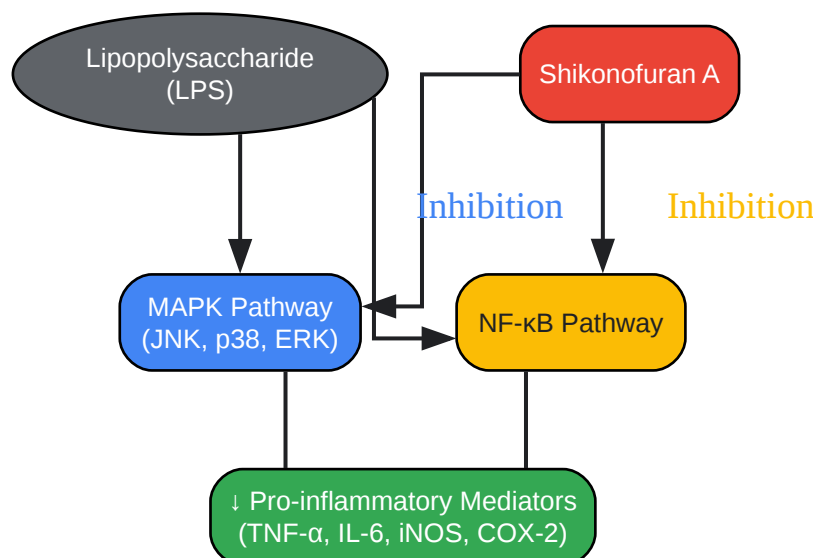 Lipopolysaccharide
(LPS)
Shikonofuran A
Inhibition
Inhibition
MAPK Pathway
(JNK, p38, ERK)
NF-κB Pathway
↓ Pro-inflammatory Mediators
(TNF-α, IL-6, iNOS, COX-2)